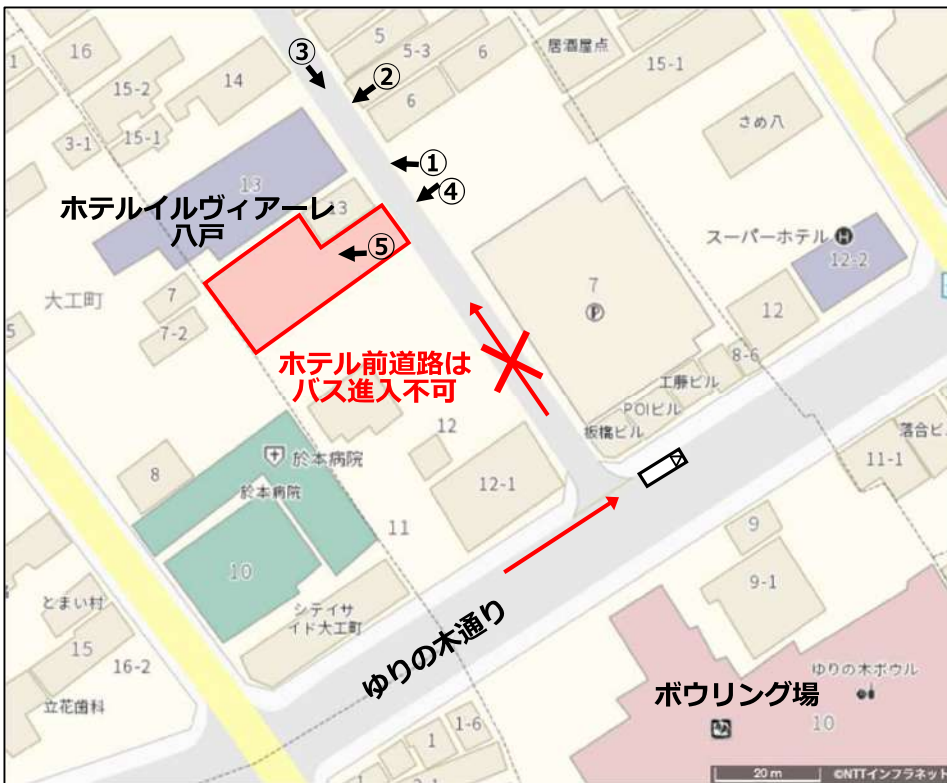 5
16
③
5-3
6
居酒屋点
1
②
15-1
14
15-2
6
さめ八
3-1
15-1
①
13
④
ホテルイルヴィアーレ
八戸
13
スーパーホテル H
⑤
12-2
大工町
7
7
P
12
5
7-2
ホテル前道路は
バス進入不可
8-6
工藤ビル
POIビル
板橋ビル
12
落合ビ
於本病院
11-1
8
12-1
於本病院
11
9
10
9-1
とまい村
シテイサ
イド大工町
ゆりの木通り
15
16-2
ゆりの木ボウル
ボウリング場
立花歯科
10
1-6
1
20 m
©NTTインフラネット